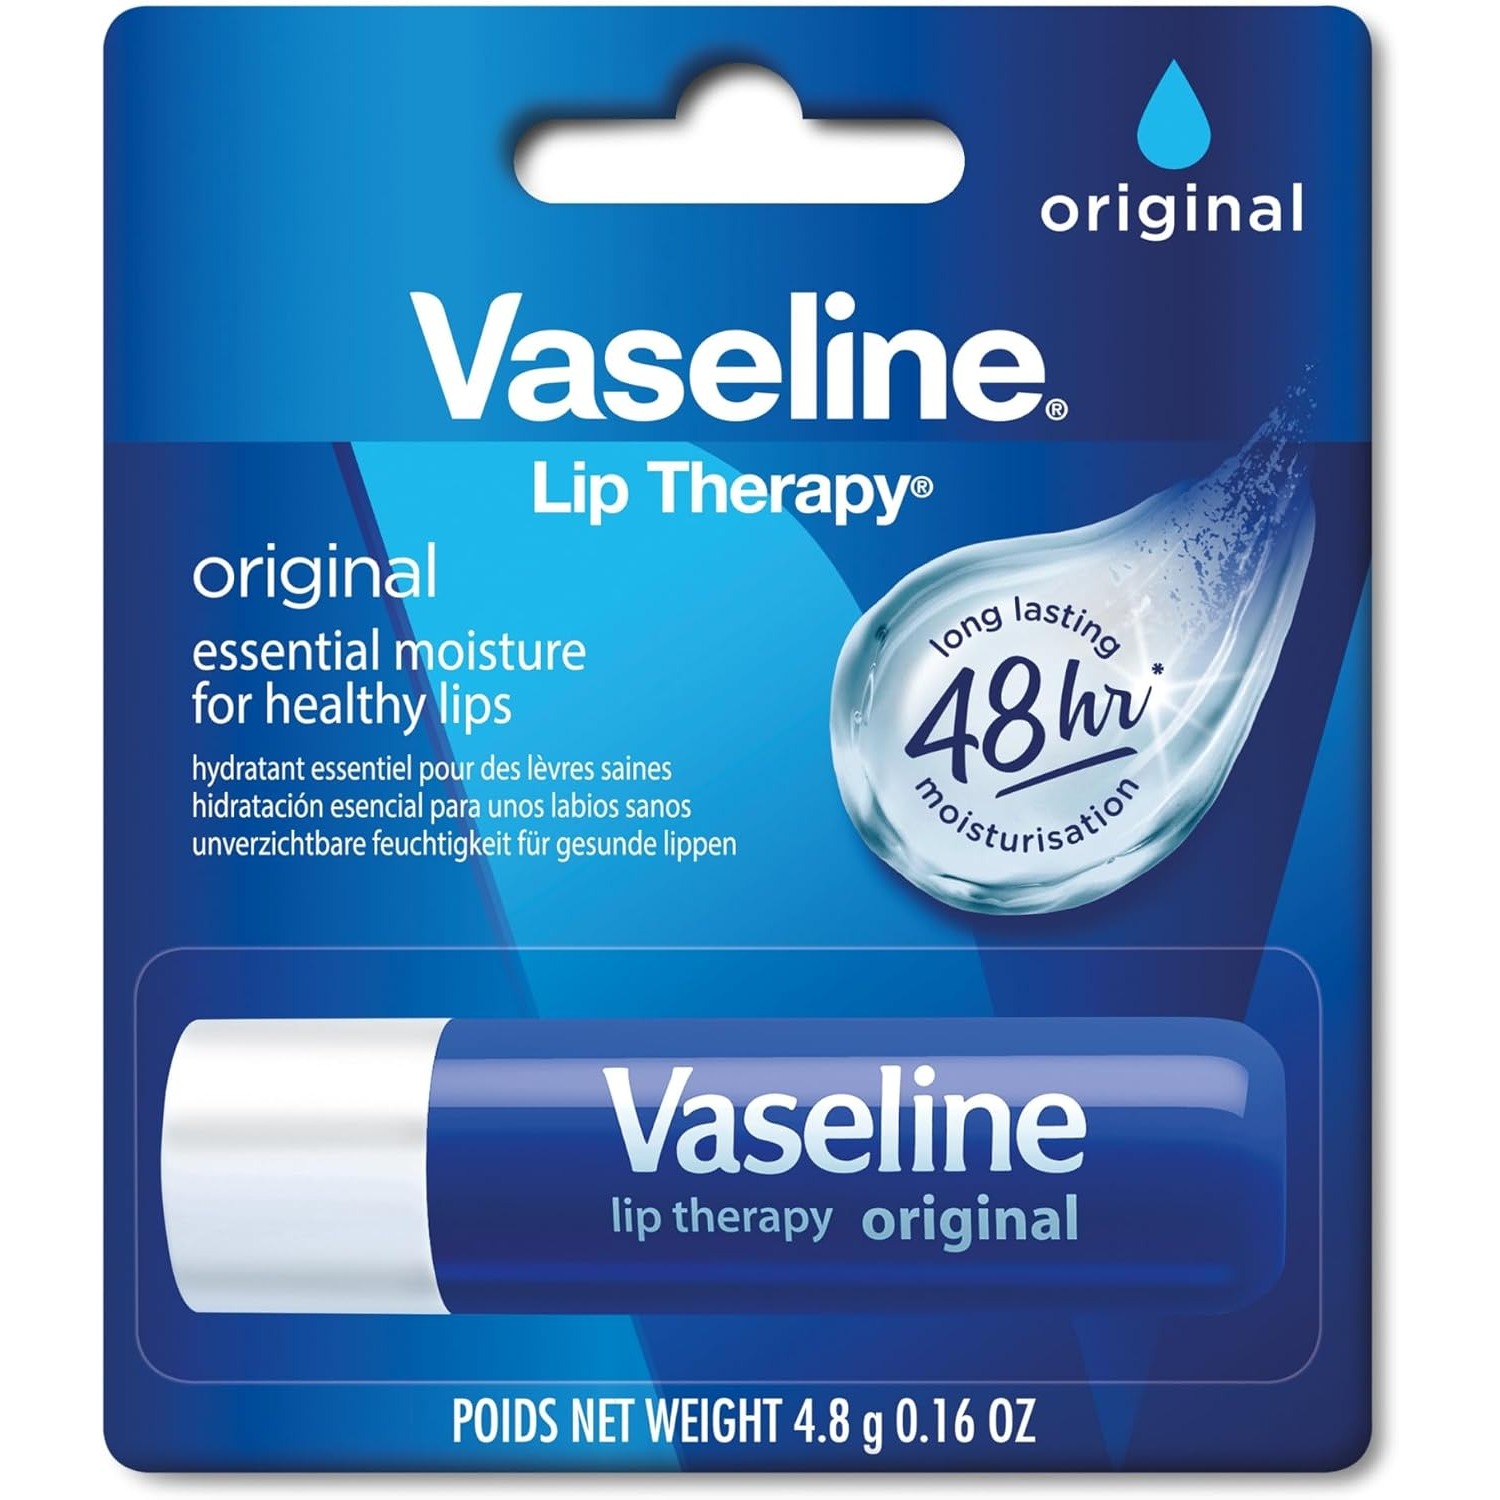 original
Vaseline®
Lip Therapy®
original
essential moisture
for healthy lips
hydratant essentiel pour des lèvres saines
hidratación esencial para unos labios sanos
unverzichtbare feuchtigkeit für gesunde lippen
long lasting
48hr*
moisturisation
Vaseline
lip therapy original
POIDS NET WEIGHT 4.8 g 0.16 OZ